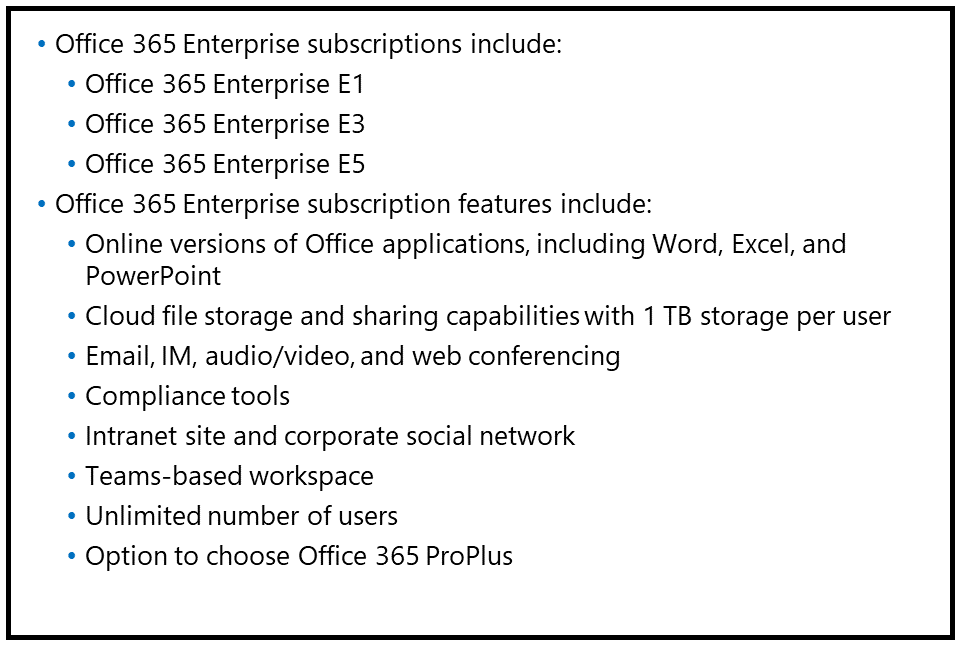 • Office 365 Enterprise subscriptions include:
• Office 365 Enterprise E1
• Office 365 Enterprise E3
• Office 365 Enterprise E5
• Office 365 Enterprise subscription features include:
• Online versions of Office applications, including Word, Excel, and
PowerPoint
• Cloud file storage and sharing capabilities with 1 TB storage per user
• Email, IM, audio/video, and web conferencing
• Compliance tools
• Intranet site and corporate social network
• Teams-based workspace
• Unlimited number of users
• Option to choose Office 365 ProPlus